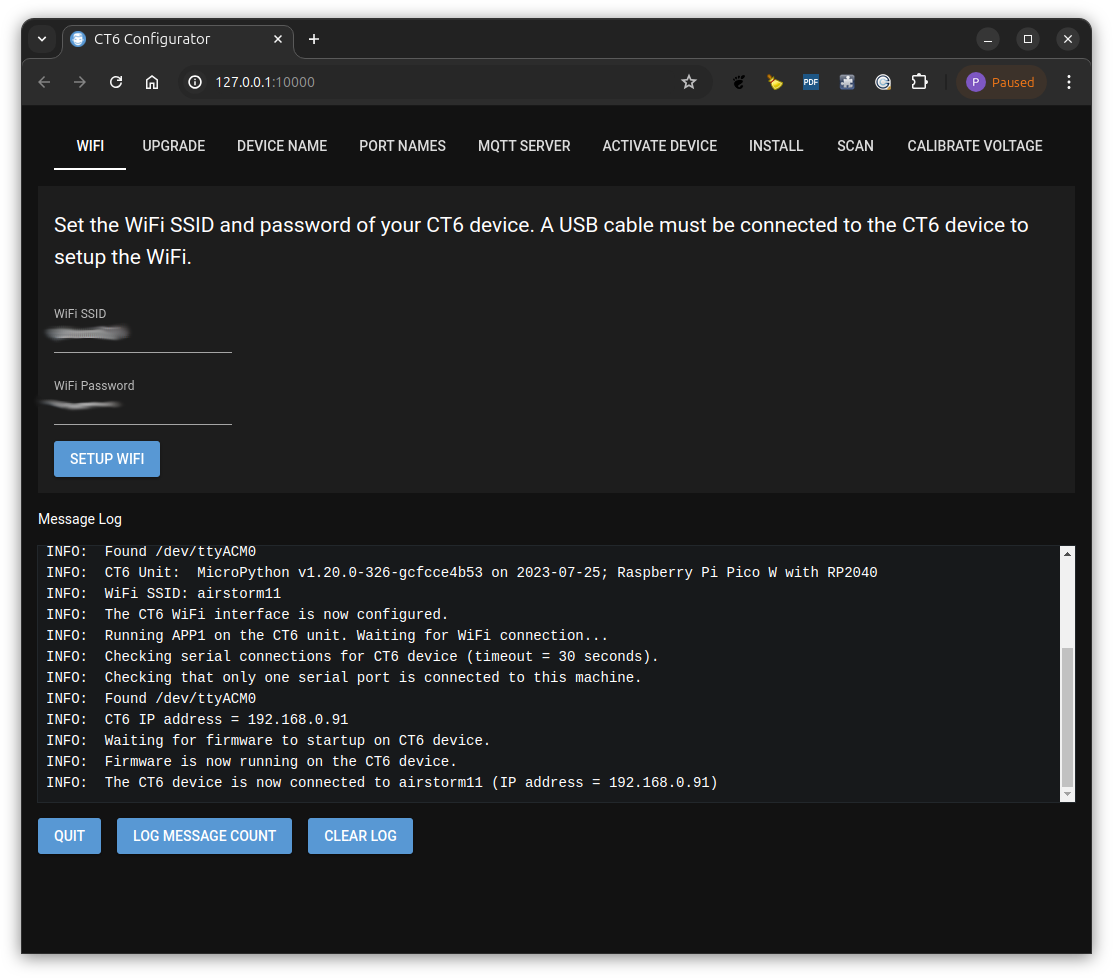 CT6 Configurator
127.0.0.1:10000
PDF
P Paused
WIFI UPGRADE DEVICE NAME PORT NAMES MQTT SERVER ACTIVATE DEVICE INSTALL SCAN CALIBRATE VOLTAGE
Set the WiFi SSID and password of your CT6 device. A USB cable must be connected to the CT6 device to
setup the WiFi.
WiFi SSID
WiFi Password
SETUP WIFI
Message Log
INFO: Found /dev/ttyACM0
INFO: CT6 Unit: MicroPython v1.20.0-326-gcfcce4b53 on 2023-07-25; Raspberry Pi Pico W with RP2040
INFO: WiFi SSID: airstorm11
INFO: The CT6 WiFi interface is now configured.
INFO: Running APP1 on the CT6 unit. Waiting for WiFi connection...
INFO: Checking serial connections for CT6 device (timeout = 30 seconds).
INFO: Checking that only one serial port is connected to this machine.
INFO: Found /dev/ttyACM0
INFO: CT6 IP address = 192.168.0.91
INFO: Waiting for firmware to startup on CT6 device.
INFO: Firmware is now running on the CT6 device.
INFO: The CT6 device is now connected to airstorm11 (IP address = 192.168.0.91)
QUIT LOG MESSAGE COUNT CLEAR LOG